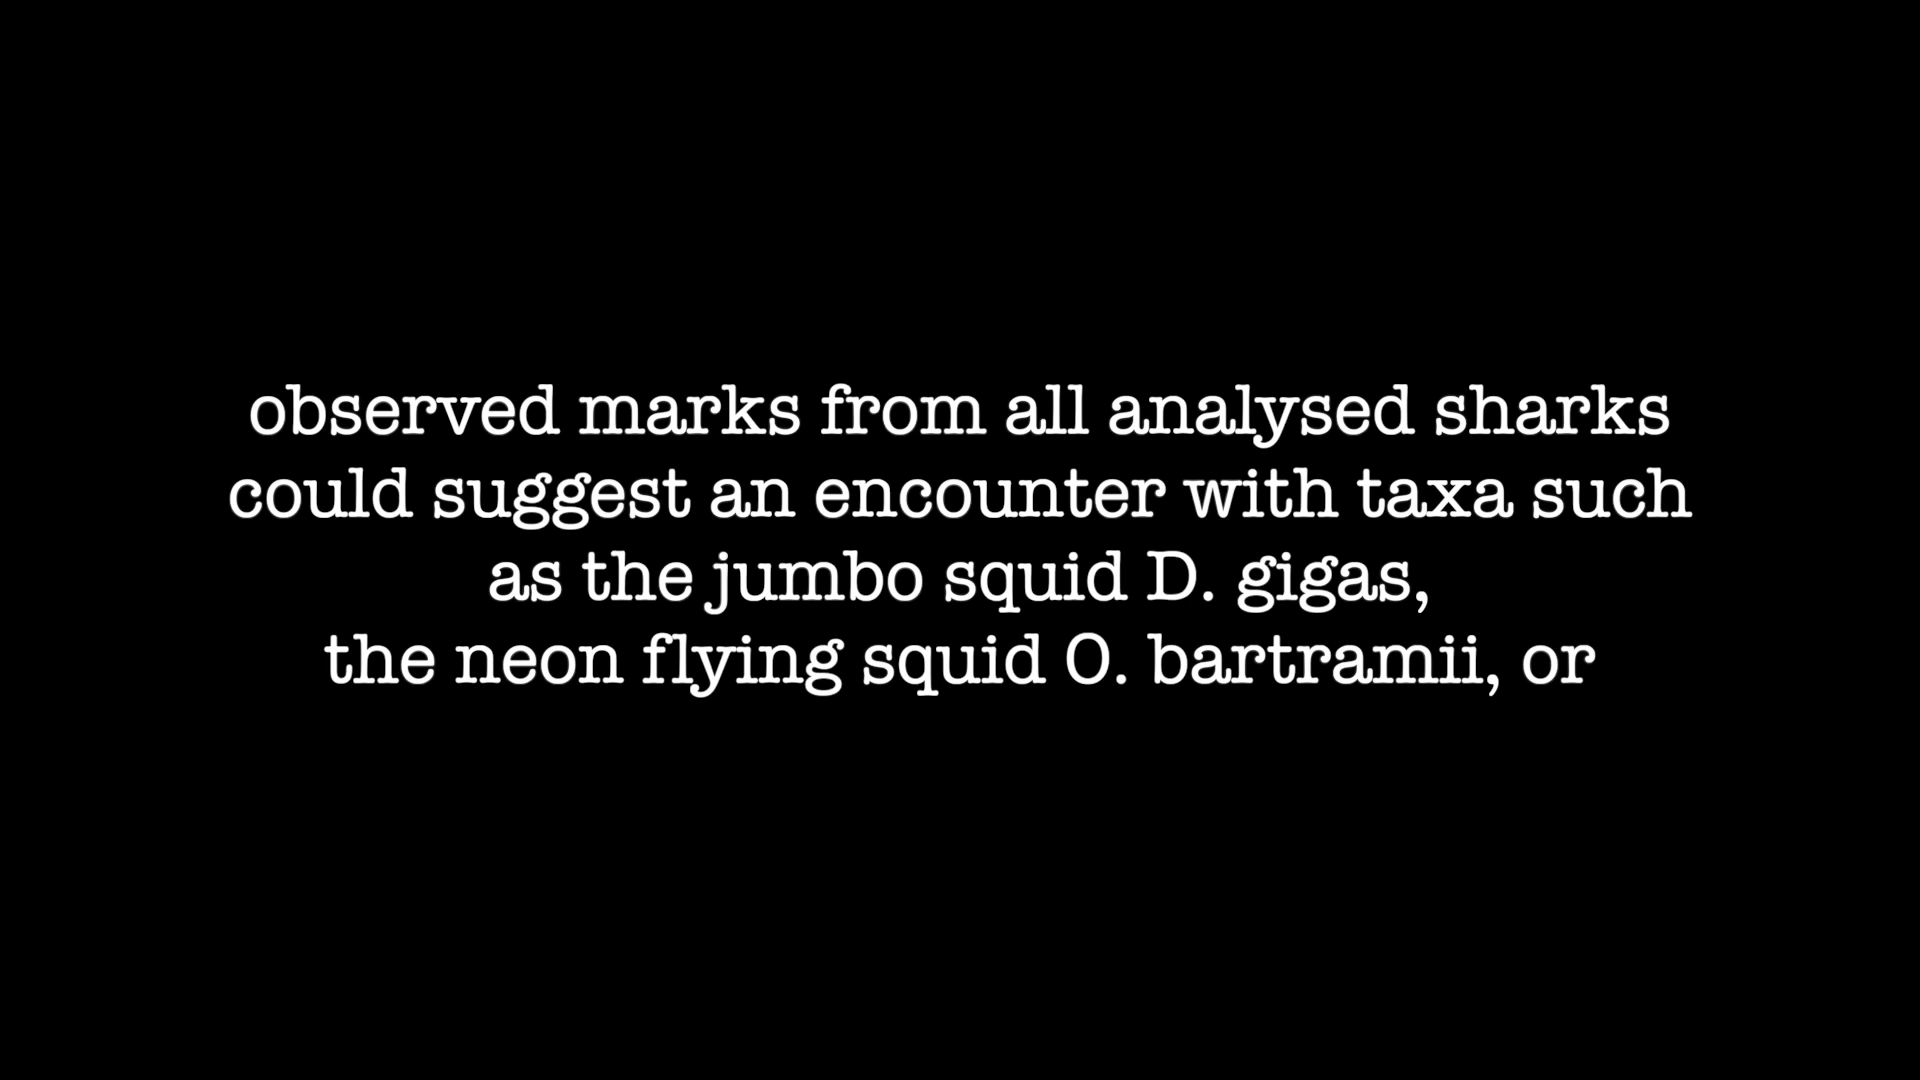 observed marks from all analysed sharks
could suggest an encounter with taxa such
as the jumbo squid D. gigas,
the neon flying squid O. bartramii, or